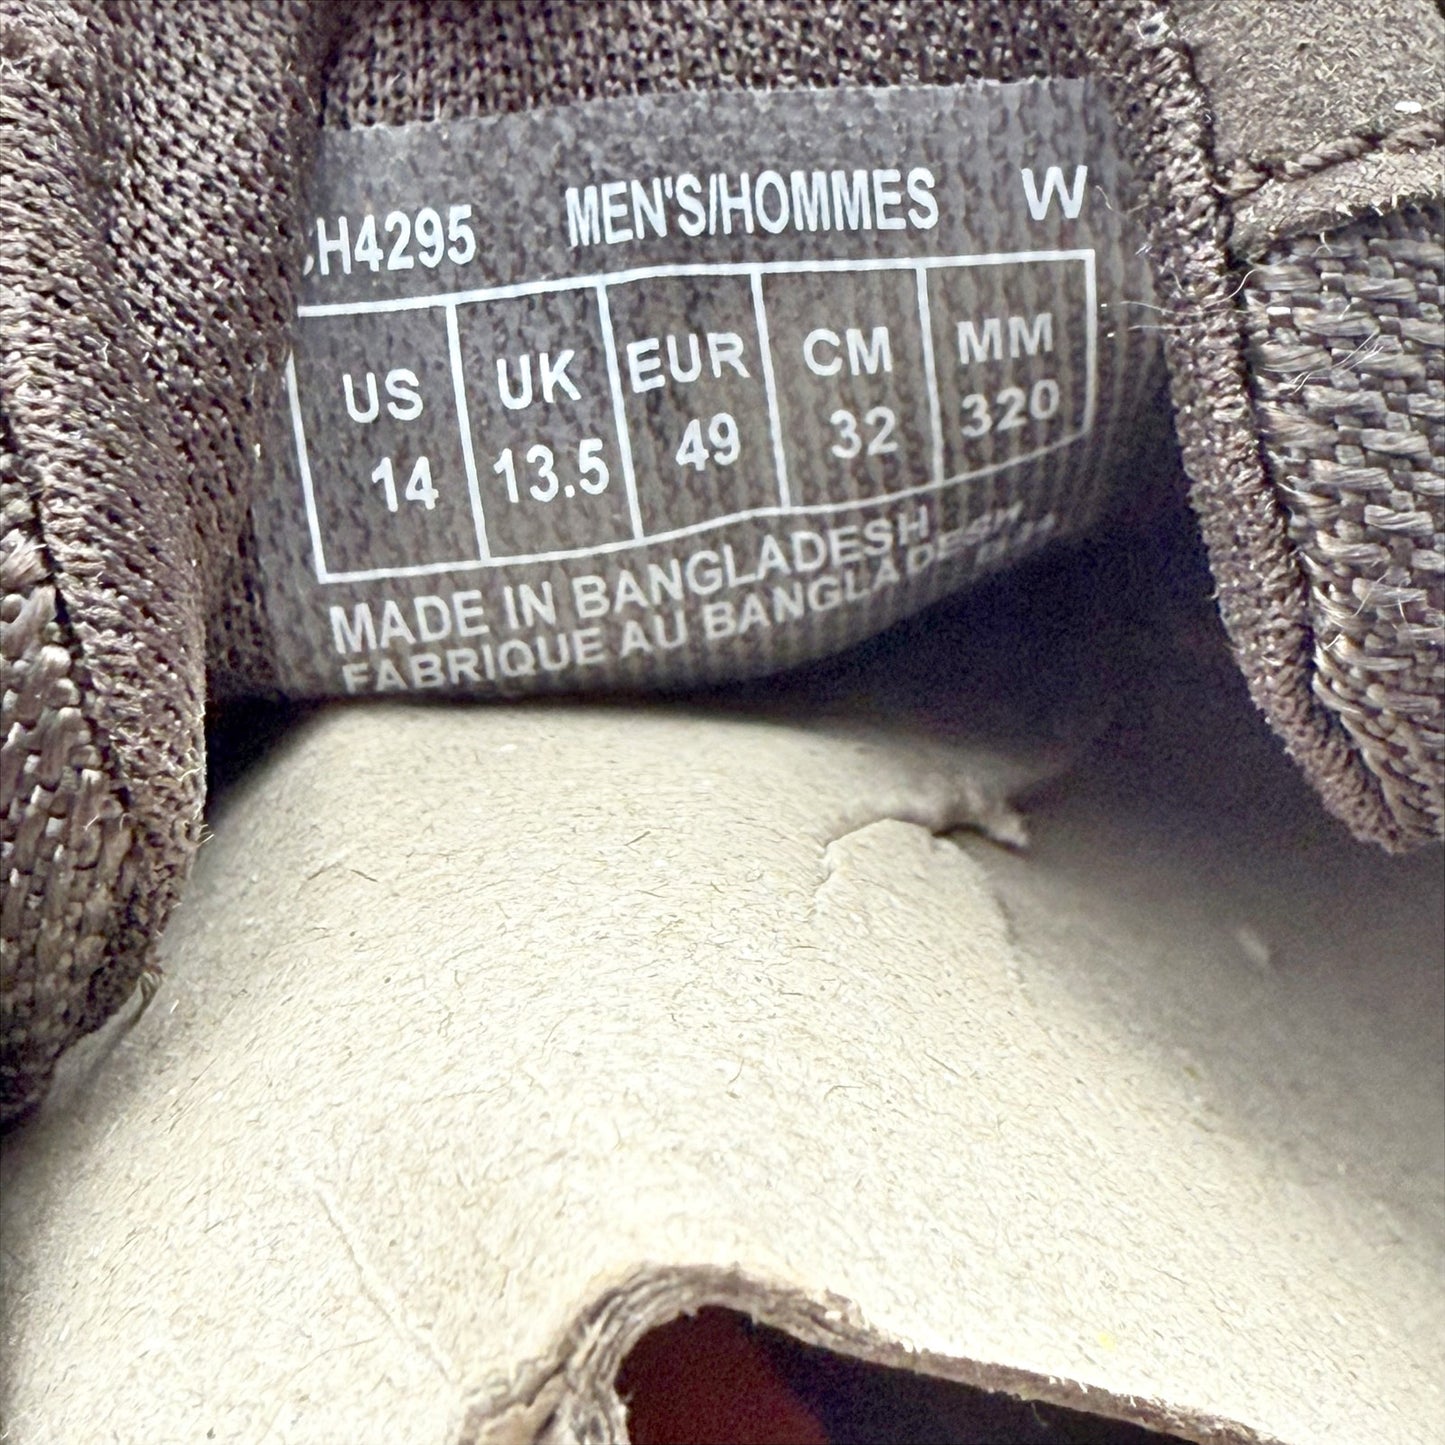 H4295 MEN'S/HOMMES W
US UK EUR CM MM
14 13.5 49 32 320
MADE IN BANGLADESH
FABRIQUE AU BANGLADESH